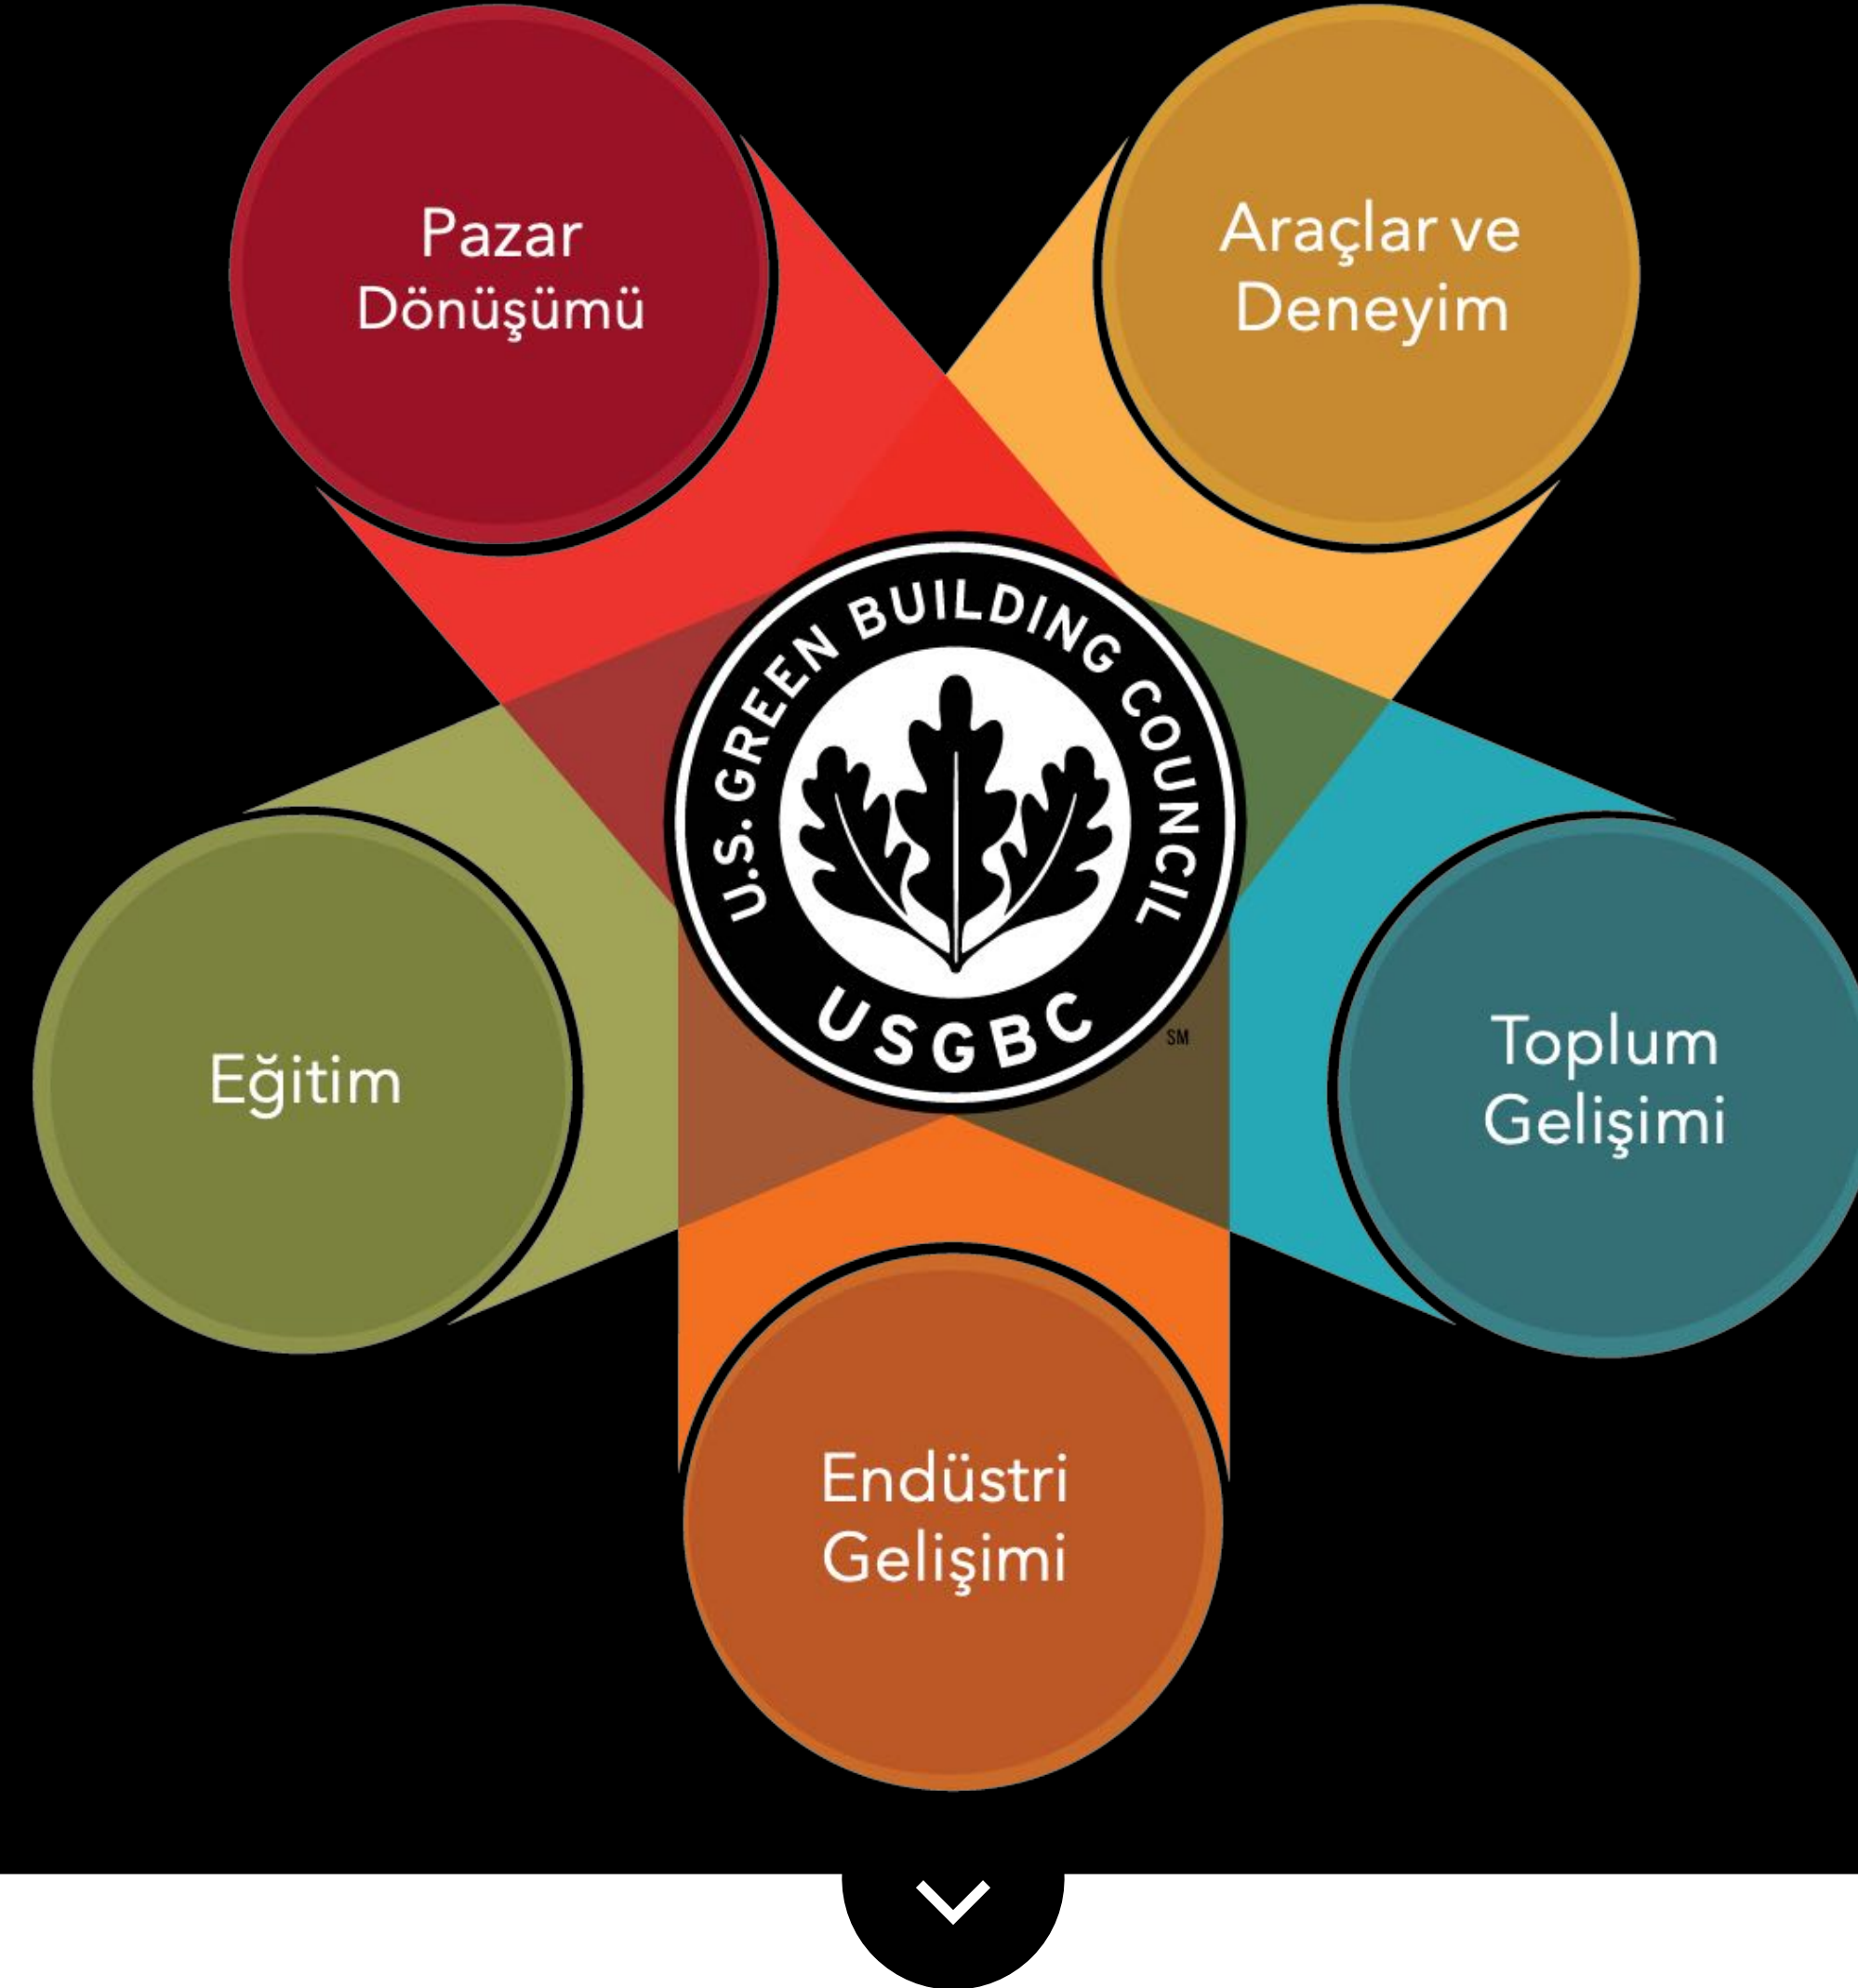 Pazar
Dönüşümü
Araçlar ve
Deneyim
U.S. GREEN BUILDING COUNCIL
USGBC
SM
Eğitim
Toplum
Gelişimi
Endüstri
Gelişimi